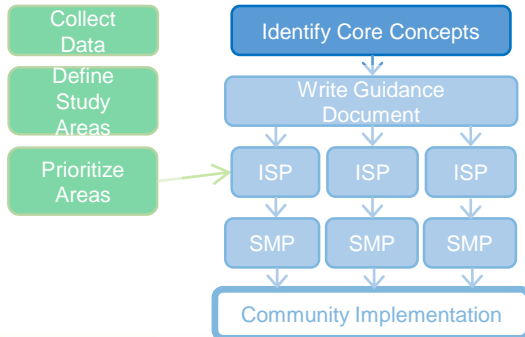 Collect
Data
Identify Core Concepts
Define
Study
Areas
Write Guidance
Document
Prioritize
Areas
ISP
ISP
ISP
SMP
SMP
SMP
Community Implementation